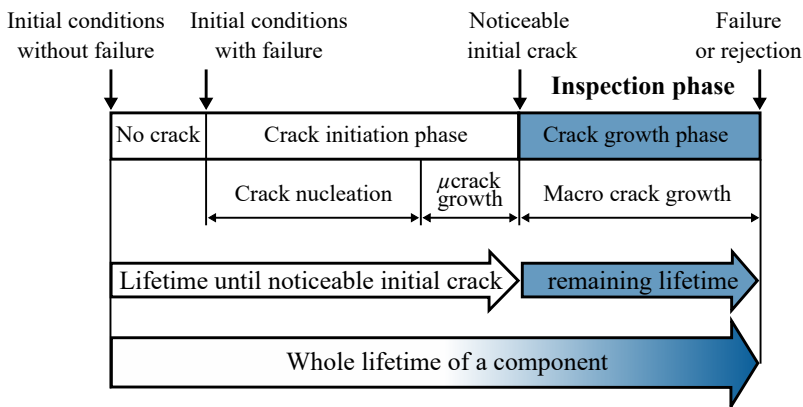 Initial conditions
without failure
Initial conditions
with failure
Noticeable
initial crack
Failure
or rejection
Inspection phase
No crack
Crack initiation phase
Crack growth phase
Crack nucleation
μcrack
growth
Macro crack growth
Lifetime until noticeable initial crack
remaining lifetime
Whole lifetime of a component